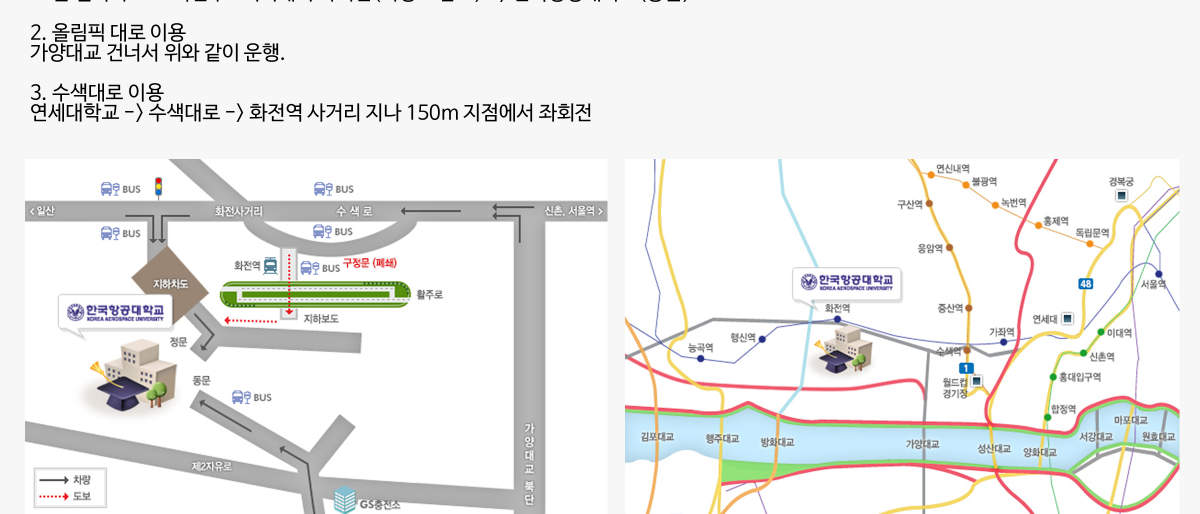 2. 올림픽 대로 이용
가양대교 건너서 위와 같이 운행.
3. 수색대로 이용
연세대학교 -> 수색대로 -> 화전역 사거리 지나 150m 지점에서 좌회전
BUS
BUS
<일산
화전사거리
수 색 로
신촌, 서울역>
BUS
BUS
화전역
BUS
구정문 (폐쇄)
지하차도
활주로
한국항공대학교
KOREA AEROSPACE UNIVERSITY
지하보도
정문
동문
BUS
가양대교 북단
제2자유로
차량
도보
GS충전소
연신내역
불광역
경복궁
구산역
녹번역
홍제역
독립문역
응암역
한국항공대학교
KOREA AEROSPACE UNIVERSITY
48
서울역
화전역
증산역
연세대
행신역
가좌역
이대역
능곡역
수색역
신촌역
1
월드컵
경기장
홍대입구역
합정역
마포대교
김포대교
행주대교
방화대교
가양대교
성산대교
양화대교
서강대교
원효대교